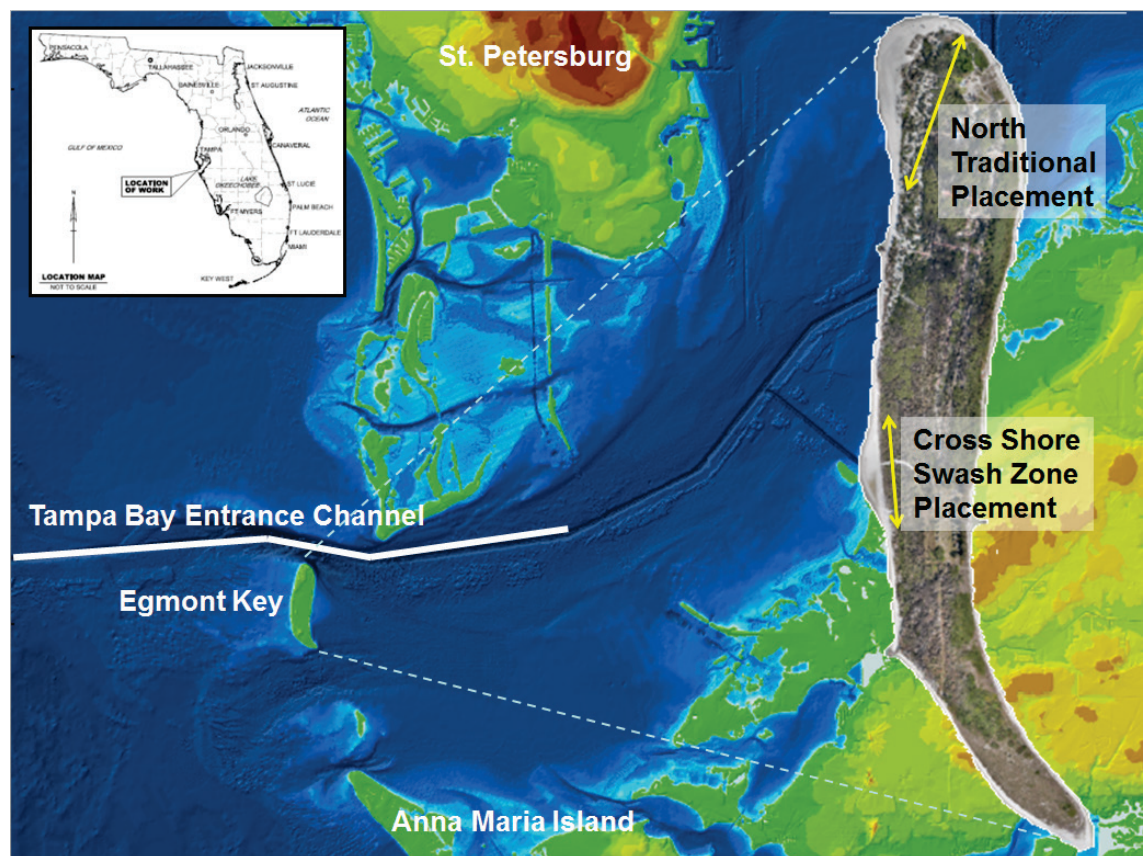 PENSACOLA
TALLAHASSEE
JACKSONVILLE
ST AUGUSTINE
GAINESVILLE
ATLANTIC
OCEAN
ORLANDO
CANAVERAL
GULF OF MEXICO
TAMPA
LOCATION
OF WORK
LAKE
OKEECHOBEE
ST LUCIE
FT MYERS
PALM BEACH
FT LAUDERDALE
MIAMI
KEY WEST
N
LOCATION MAP
NOT TO SCALE
St. Petersburg
North
Traditional
Placement
Cross Shore
Swash Zone
Placement
Tampa Bay Entrance Channel
Egmont Key
Anna Maria Island